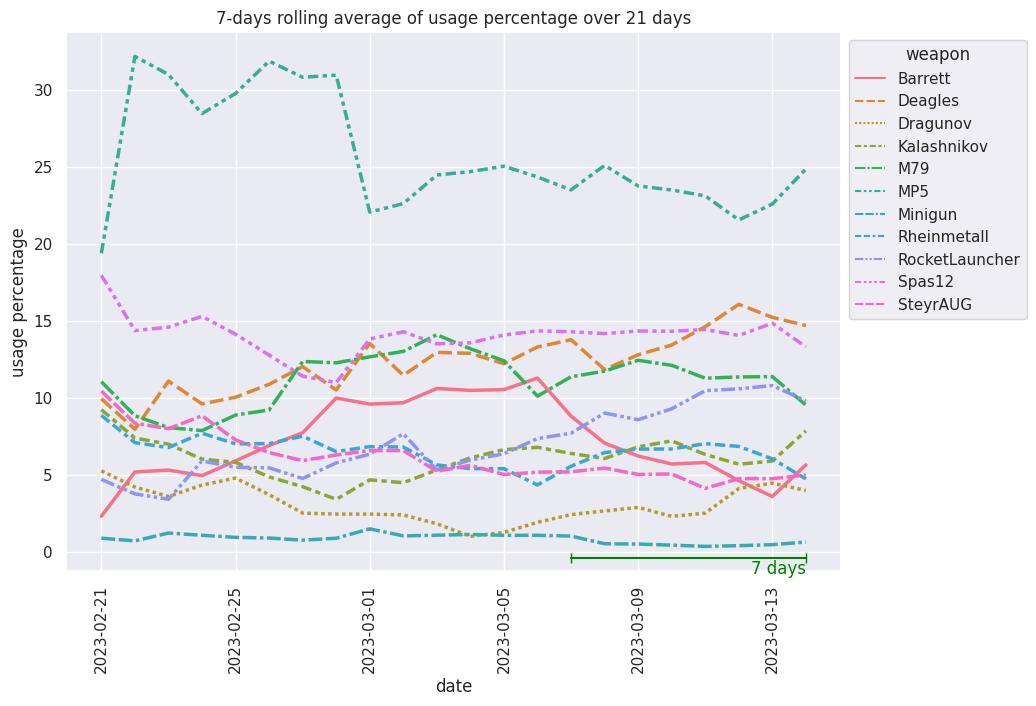 7-days rolling average of usage percentage over 21 days
weapon
Barrett
Deagles
Dragunov
Kalashnikov
M79
MP5
Minigun
Rheinmetall
RocketLauncher
Spas12
SteyrAUG
usage percentage
30
25
20
15
10
5
0
7 days
2023-02-21
2023-02-25
2023-03-01
2023-03-05
2023-03-09
2023-03-13
date